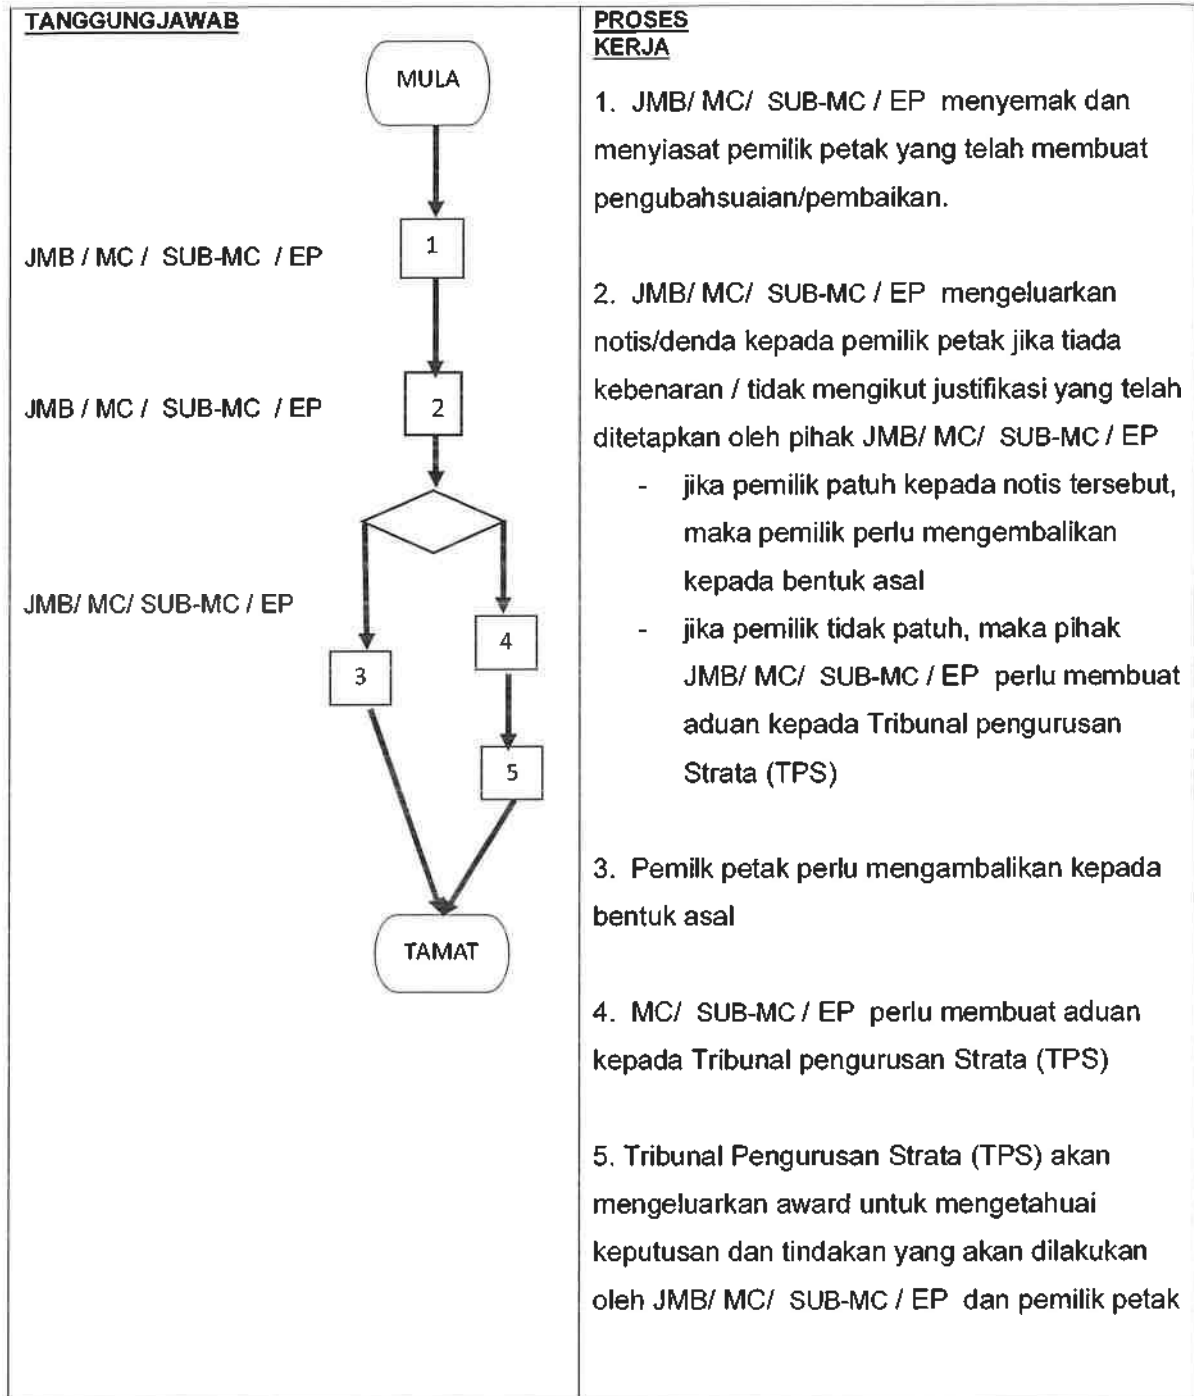 TANGGUNGJAWAB
MULA
JMB / MC / SUB-MC / EP
1
JMB / MC / SUB-MC / EP
2
JMB/ MC/ SUB-MC / EP
3
4
5
TAMAT
PROSES
KERJA
1. JMB/ MC/ SUB-MC / EP menyemak dan
menyiasat pemilik petak yang telah membuat
pengubahsuaian/pembaikan.
2. JMB/ MC/ SUB-MC / EP mengeluarkan
notis/denda kepada pemilik petak jika tiada
kebenaran / tidak mengikut justifikasi yang telah
ditetapkan oleh pihak JMB/ MC/ SUB-MC / EP
- jika pemilik patuh kepada notis tersebut,
maka pemilik perlu mengembalikan
kepada bentuk asal
- jika pemilik tidak patuh, maka pihak
JMB/ MC/ SUB-MC / EP perlu membuat
aduan kepada Tribunal pengurusan
Strata (TPS)
3. Pemilk petak perlu mengambalikan kepada
bentuk asal
4. MC/ SUB-MC / EP perlu membuat aduan
kepada Tribunal pengurusan Strata (TPS)
5. Tribunal Pengurusan Strata (TPS) akan
mengeluarkan award untuk mengetahuai
keputusan dan tindakan yang akan dilakukan
oleh JMB/ MC/ SUB-MC / EP dan pemilik petak